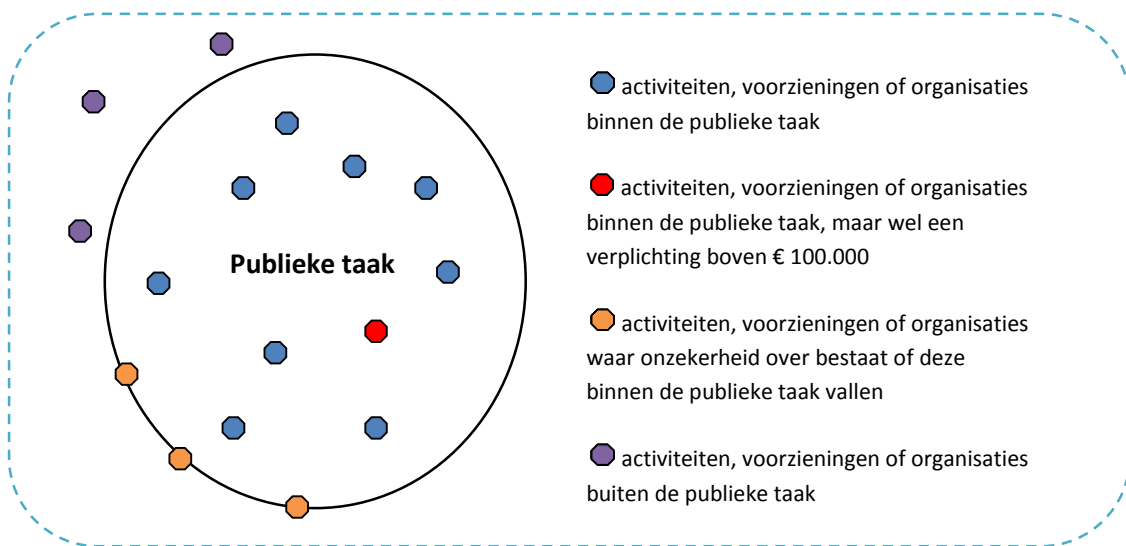 Publieke taak
activiteiten, voorzieningen of organisaties
binnen de publieke taak
activiteiten, voorzieningen of organisaties
binnen de publieke taak, maar wel een
verplichting boven € 100.000
activiteiten, voorzieningen of organisaties
waar onzekerheid over bestaat of deze
binnen de publieke taak vallen
activiteiten, voorzieningen of organisaties
buiten de publieke taak